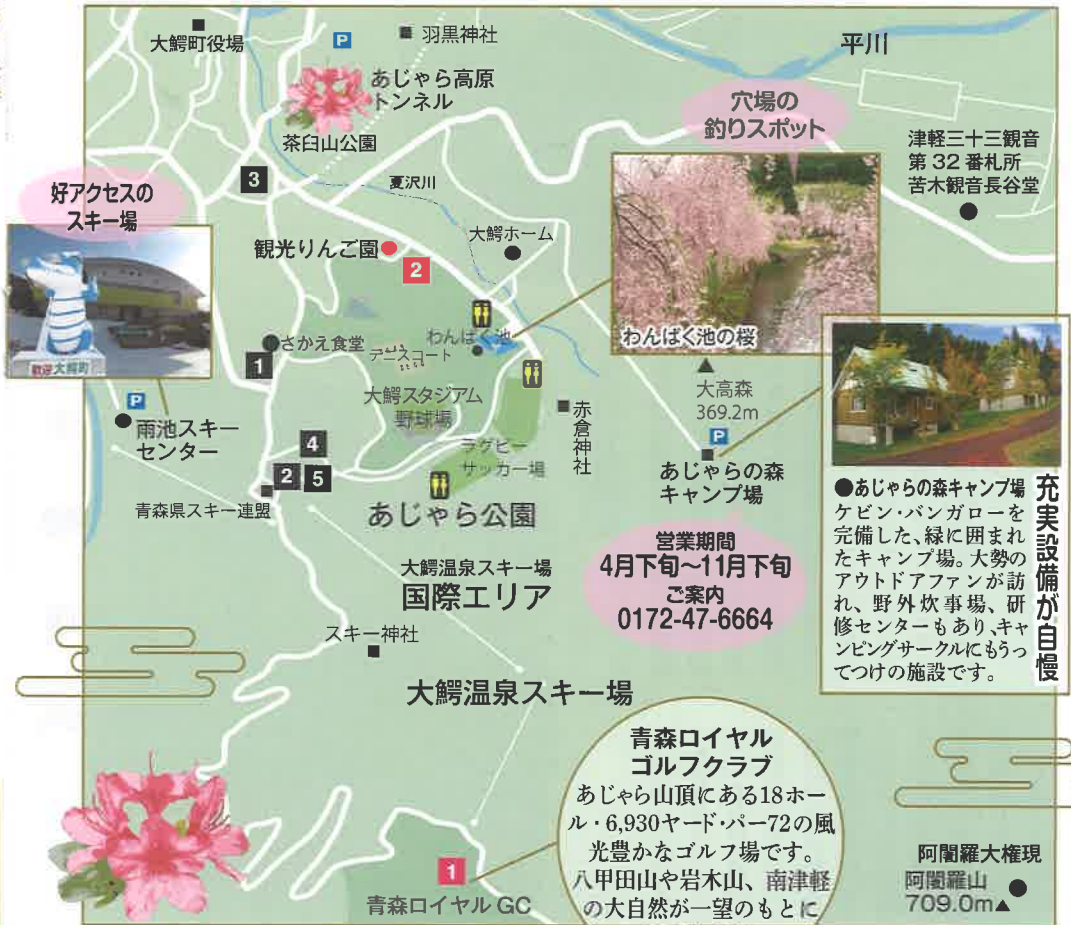 大鰐町役場
P
羽黒神社
平川
あじゃら高原
トンネル
茶臼山公園
穴場の
釣りスポット
津軽三十三観音
第32番札所
苦木観音長谷堂
3
夏沢川
好アクセスの
スキー場
観光りんご園
2
大鰐ホーム
歓迎大鰐町
わんぱく池の桜
さかえ食堂
1
テニスコート
わんぱく池
大鰐スタジアム
野球場
大高森
369.2m
P
雨池スキー
センター
赤倉神社
P
あじゃらの森
キャンプ場
4
2
5
ラグビー
サッカー場
青森県スキー連盟
あじゃら公園
充実設備が自慢
●あじゃらの森キャンプ場
ケビン・バンガローを
完備した、緑に囲まれ
たキャンプ場。大勢の
アウトドアファンが訪
れ、野外炊事場、研
修センターもあり、キャ
ンピングサークルにもうっ
てつけの施設です。
営業期間
4月下旬〜11月下旬
ご案内
0172-47-6664
大鰐温泉スキー場
国際エリア
スキー神社
大鰐温泉スキー場
青森ロイヤル
ゴルフクラブ
あじゃら山頂にある18ホー
ル・6,930ヤード・パー72の風
光豊かなゴルフ場です。
八甲田山や岩木山、南津軽
の大自然が一望のもとに
1
青森ロイヤルGC
阿闍羅大権現
阿闍羅山
709.0m